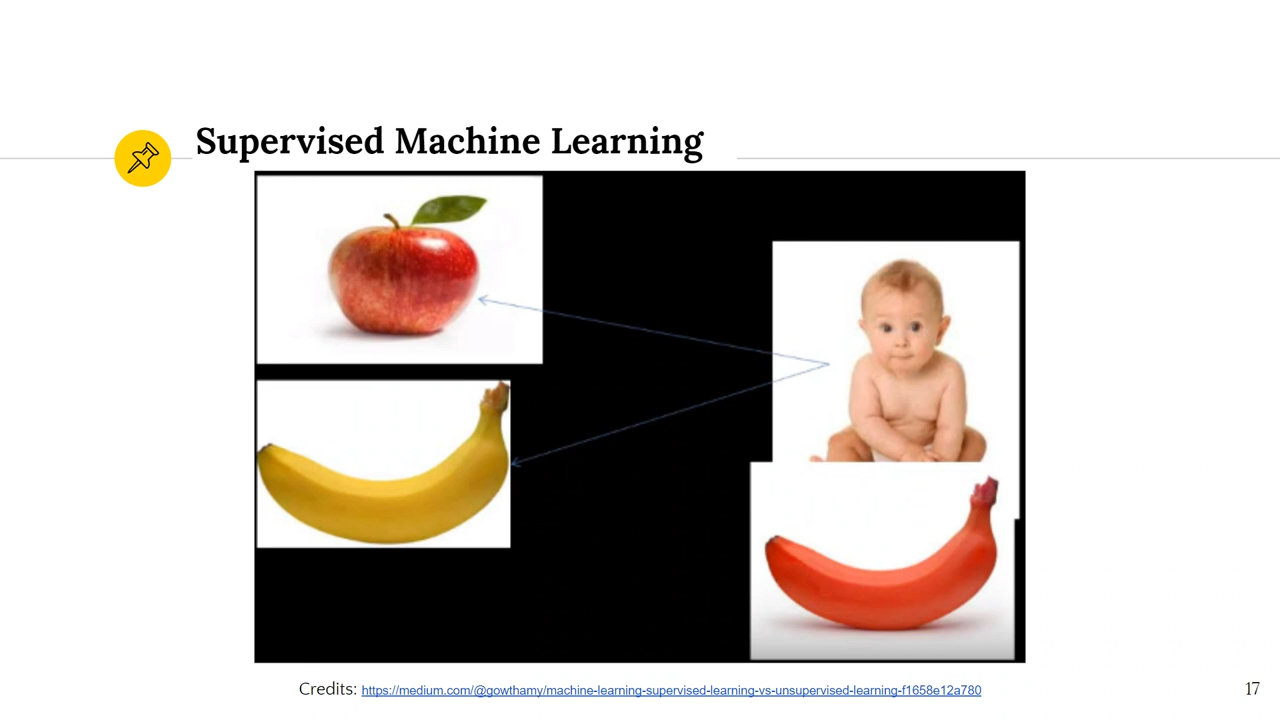 Supervised Machine Learning
Credits: https://medium.com/@gowthamy/machine-learning-supervised-learning-vs-unsupervised-learning-f1658e12a780
17